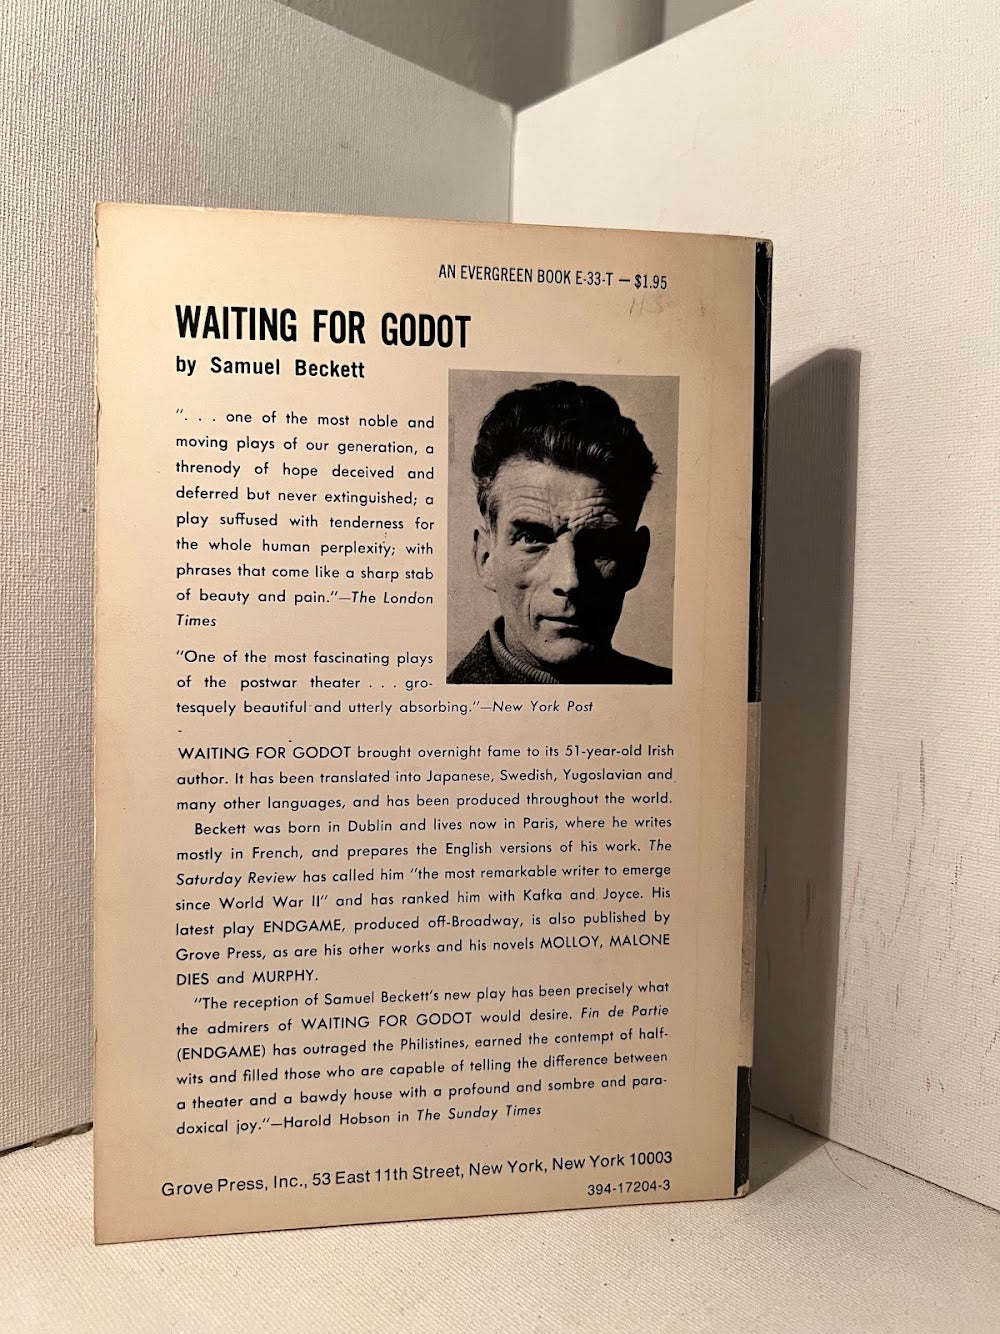 AN EVERGREEN BOOK E-33-T — $1.95
WAITING FOR GODOT
by Samuel Beckett
". . . one of the most noble and
moving plays of our generation, a
threnody of hope deceived and
deferred but never extinguished; a
play suffused with tenderness for
the whole human perplexity; with
phrases that come like a sharp stab
of beauty and pain."—The London
Times
"One of the most fascinating plays
of the postwar theater . . . gro-
tesquely beautiful and utterly absorbing."—New York Post
WAITING FOR GODOT brought overnight fame to its 51-year-old Irish
author. It has been translated into Japanese, Swedish, Yugoslavian and
many other languages, and has been produced throughout the world.
Beckett was born in Dublin and lives now in Paris, where he writes
mostly in French, and prepares the English versions of his work. The
Saturday Review has called him "the most remarkable writer to emerge
since World War II" and has ranked him with Kafka and Joyce. His
latest play ENDGAME, produced off-Broadway, is also published by
Grove Press, as are his other works and his novels MOLLOY, MALONE
DIES and MURPHY.
"The reception of Samuel Beckett's new play has been precisely what
the admirers of WAITING FOR GODOT would desire. Fin de Partie
(ENDGAME) has outraged the Philistines, earned the contempt of half-
wits and filled those who are capable of telling the difference between
a theater and a bawdy house with a profound and sombre and para-
doxical joy."—Harold Hobson in The Sunday Times
Grove Press, Inc., 53 East 11th Street, New York, New York 10003
394-17204-3